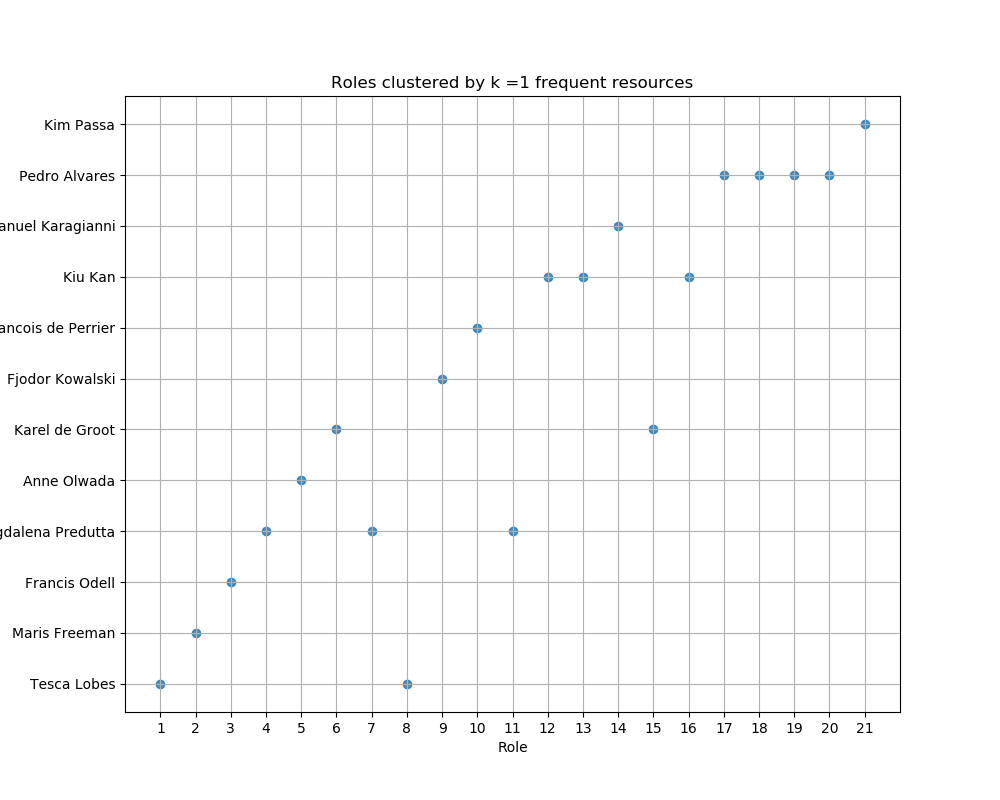 Roles clustered by k =1 frequent resources
Kim Passa
Pedro Alvares
anuel Karagianni
Kiu Kan
ancois de Perrier
Fjodor Kowalski
Karel de Groot
Anne Olwada
gdalena Predutta
Francis Odell
Maris Freeman
Tesca Lobes
1 2 3 4 5 6 7 8 9 10 11 12 13 14 15 16 17 18 19 20 21
Role